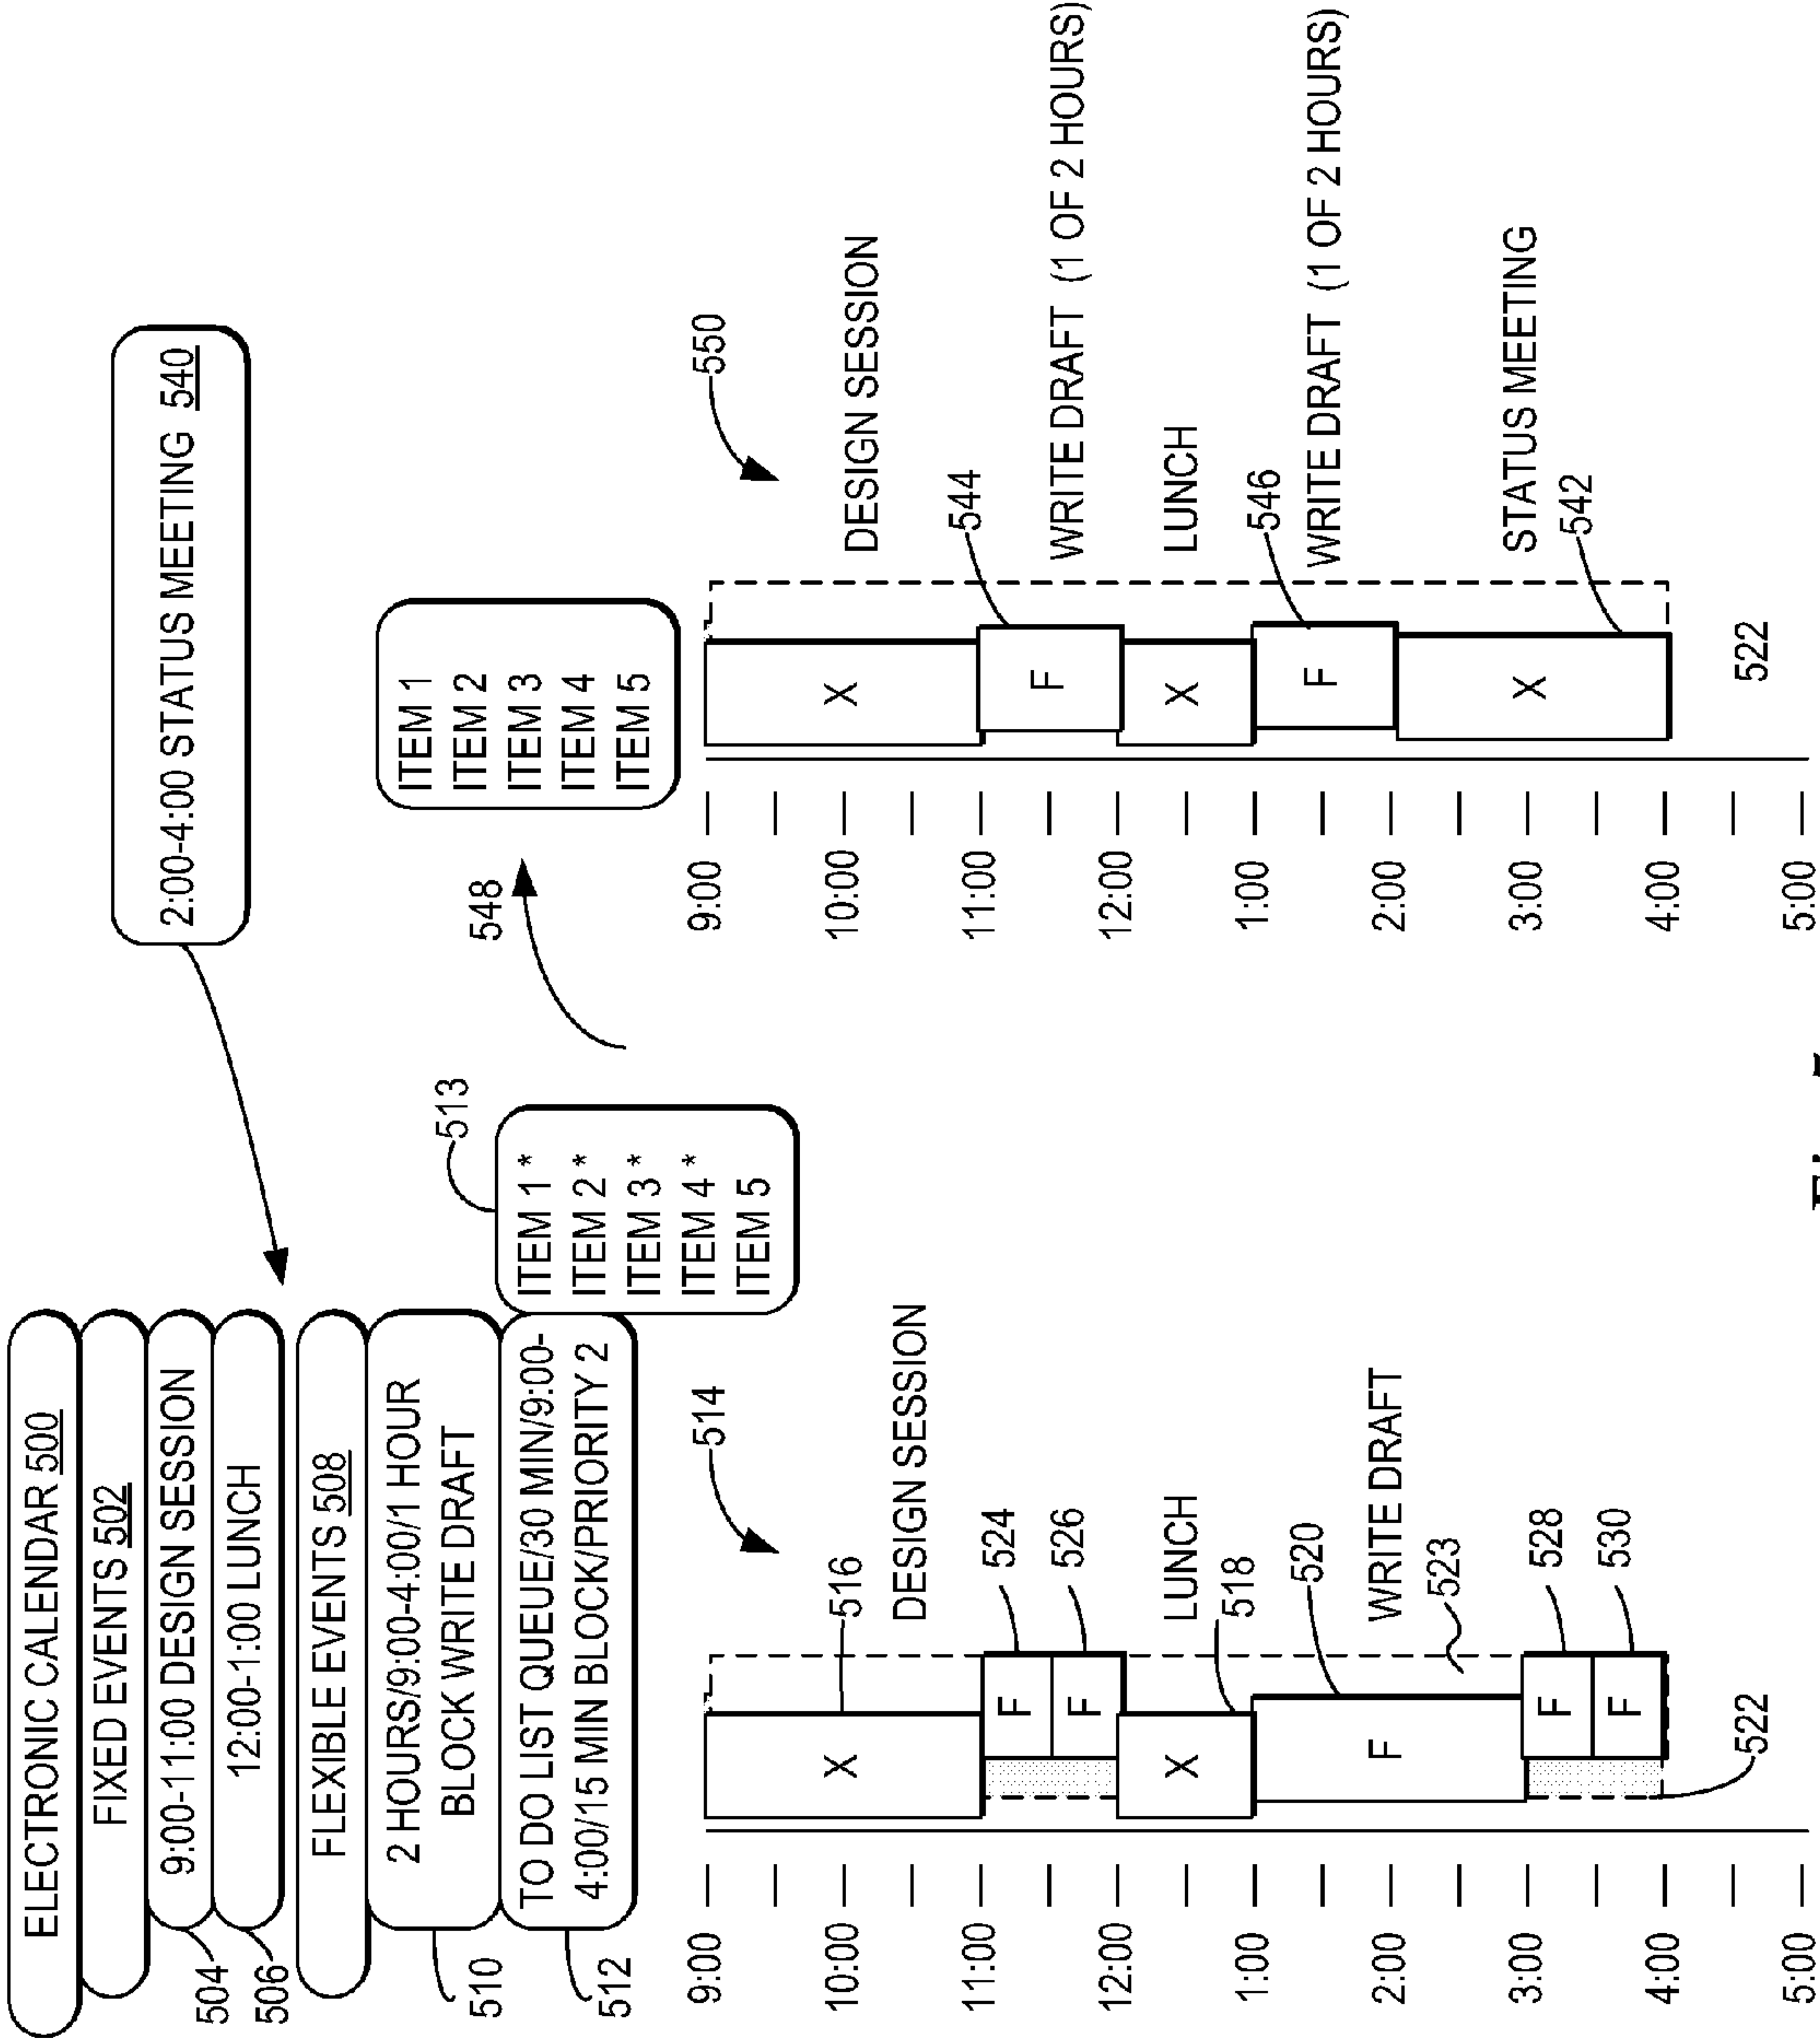 ELECTRONIC CALENDAR 500
FIXED EVENTS 502
9:00-11:00 DESIGN SESSION
504
12:00-1:00 LUNCH
506
2:00-4:00 STATUS MEETING 540
FLEXIBLE EVENTS 508
2 HOURS/9:00-4:00/1 HOUR
BLOCK WRITE DRAFT
510
TO DO LIST QUEUE/30 MIN/9:00-
4:00/15 MIN BLOCK/PRIORITY 2
512
513
ITEM 1 *
ITEM 2 *
ITEM 3 *
ITEM 4 *
ITEM 5
548
ITEM 1
ITEM 2
ITEM 3
ITEM 4
ITEM 5
514
9:00
10:00
11:00
12:00
1:00
2:00
3:00
4:00
5:00
X
516
DESIGN SESSION
F
524
F
526
X
LUNCH
518
F
520
WRITE DRAFT
523
F
528
F
530
522
550
9:00
10:00
11:00
12:00
1:00
2:00
3:00
4:00
5:00
X
DESIGN SESSION
544
F
WRITE DRAFT (1 OF 2 HOURS)
X
LUNCH
546
F
WRITE DRAFT (1 OF 2 HOURS)
X
STATUS MEETING
542
522